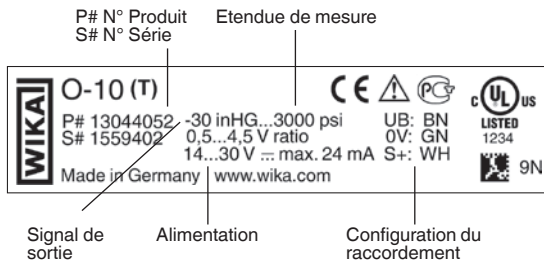 P# N° Produit
S# N° Série
Etendue de mesure
WIKA
O-10 (T)
P# 13044052
S# 1559402
-30 inHG...3000 psi
0,5...4,5 V ratio
14...30 V ⎓ max. 24 mA
UB: BN
0V: GN
S+: WH
Made in Germany www.wika.com
C UL US
LISTED
1234
9N
Signal de
sortie
Alimentation
Configuration du
raccordement